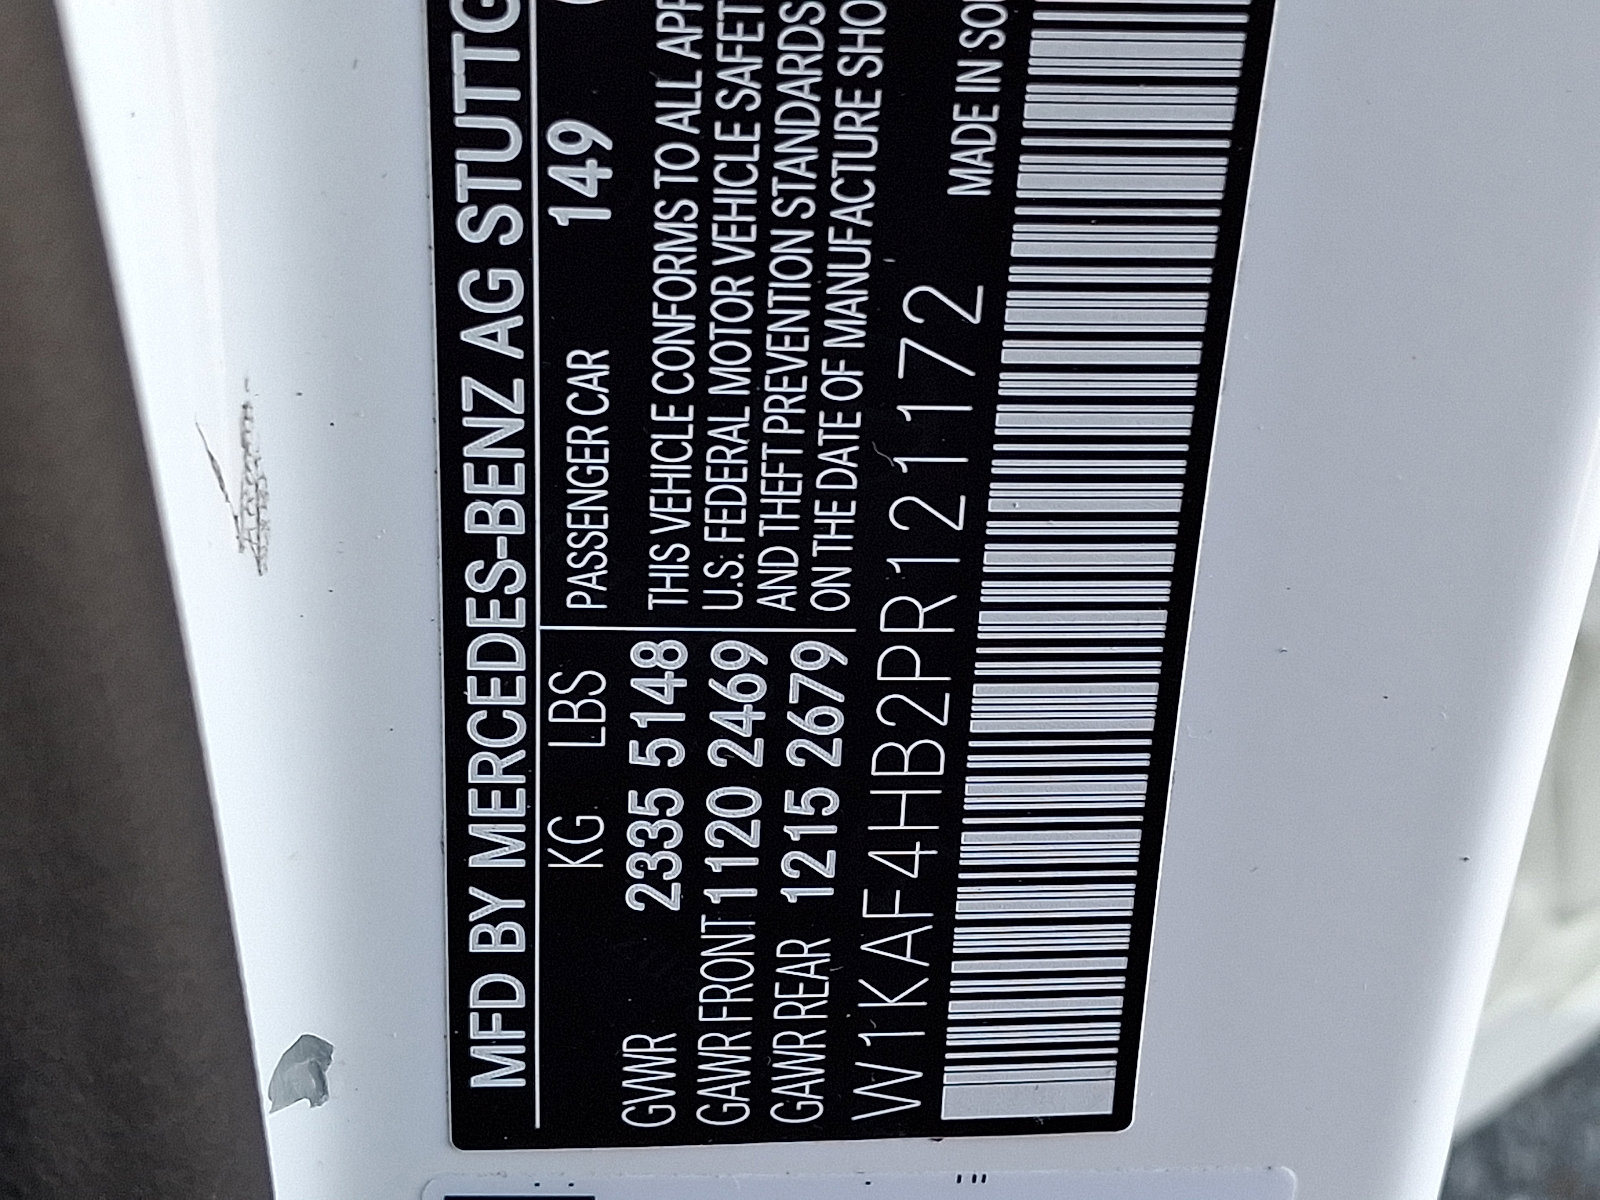 MFD BY MERCEDES-BENZ AG STUTTG
KG LBS
GVWR 2335 5148
GAWR FRONT 1120 2469
GAWR REAR 1215 2679
PASSENGER CAR 149
THIS VEHICLE CONFORMS TO ALL APP
U.S. FEDERAL MOTOR VEHICLE SAFET
AND THEFT PREVENTION STANDARDS
ON THE DATE OF MANUFACTURE SHO
W1KAF4HB2PR121172
MADE IN SOU